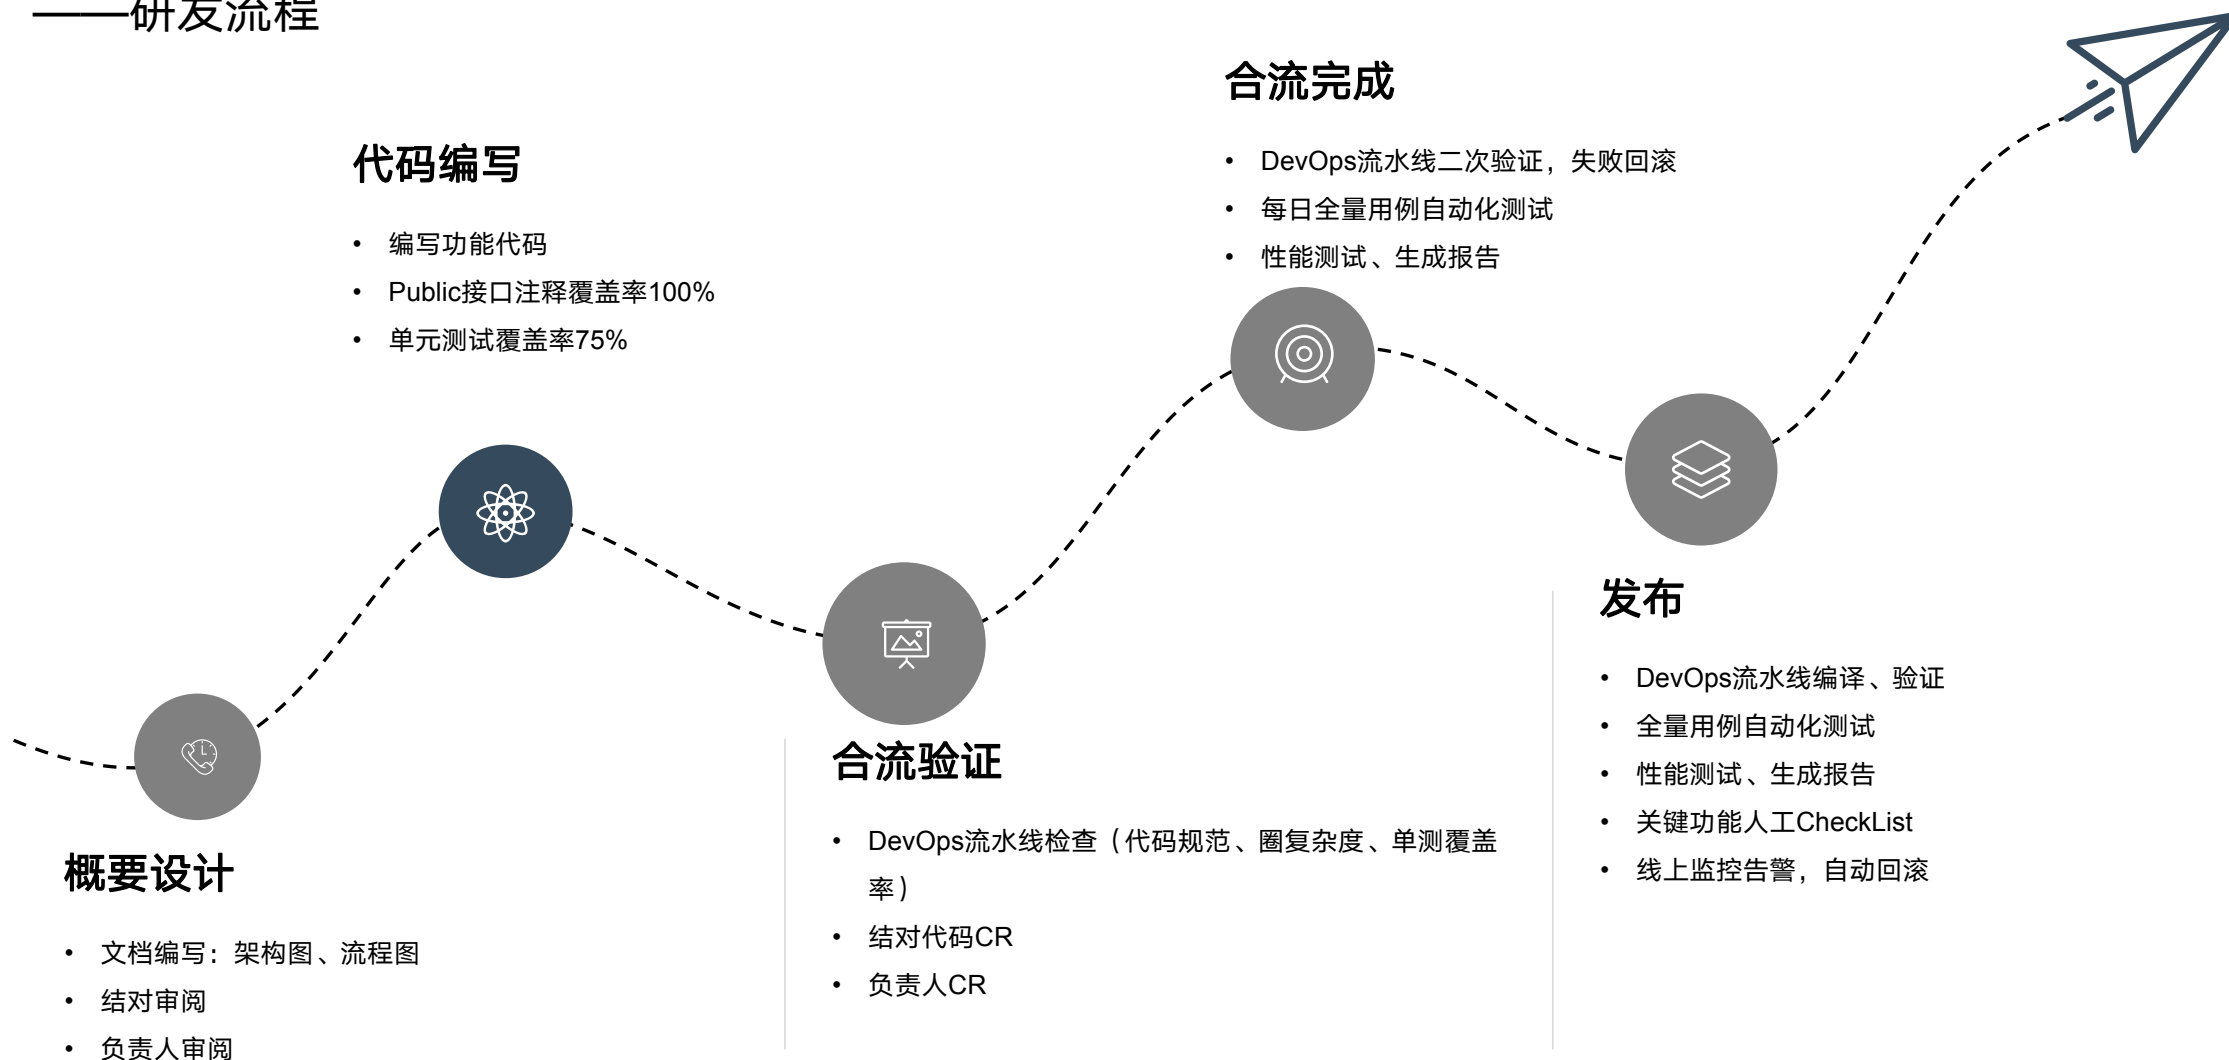 ——研发流程
合流完成
• DevOps流水线二次验证，失败回滚
• 每日全量用例自动化测试
• 性能测试、生成报告
代码编写
• 编写功能代码
• Public接口注释覆盖率100%
• 单元测试覆盖率75%
发布
• DevOps流水线编译、验证
• 全量用例自动化测试
• 性能测试、生成报告
• 关键功能人工CheckList
• 线上监控告警，自动回滚
合流验证
• DevOps流水线检查（代码规范、圈复杂度、单测覆盖
率）
• 结对代码CR
• 负责人CR
概要设计
• 文档编写：架构图、流程图
• 结对审阅
• 负责人审阅